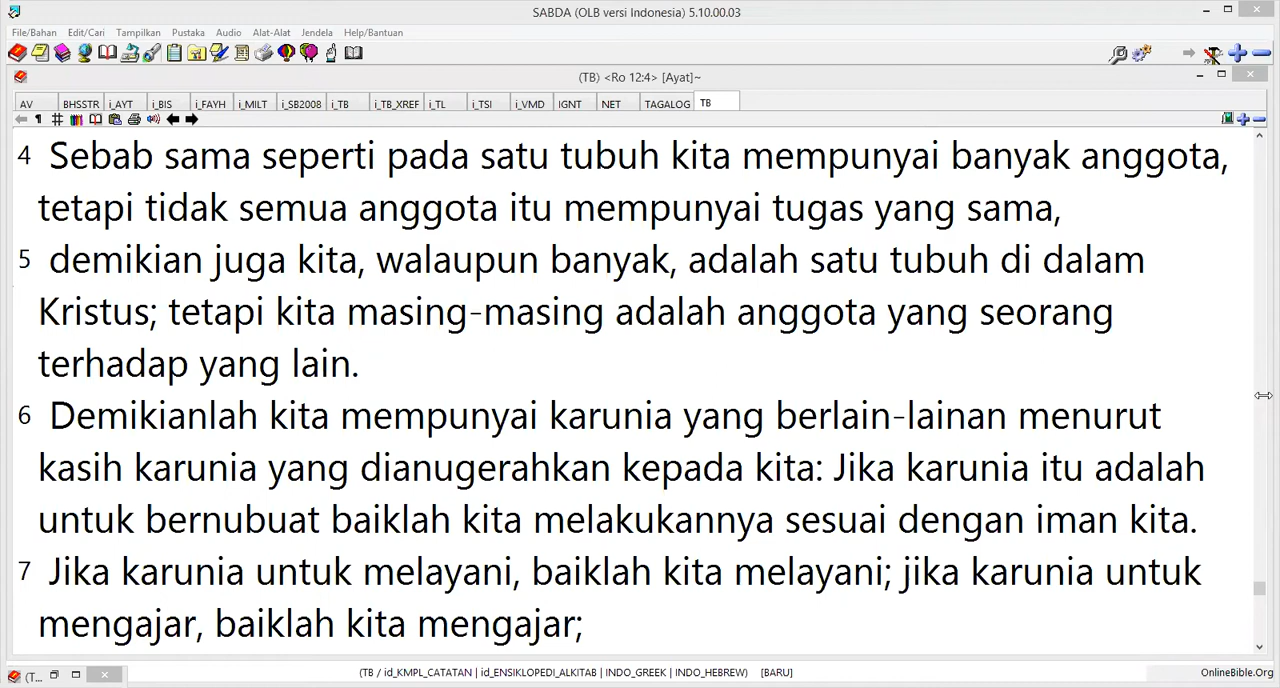 SABDA (OLB versi Indonesia) 5.10.00.03
File/Bahan Edit/Cari Tampilkan Pustaka Audio Alat-Alat Jendela Help/Bantuan
(TB) <Ro 12:4> [Ayat]~
AV BHSSTR i_AYT i_BIS i_FAYH i_MILT i_SB2008 i_TB i_TB_XREF i_TL i_TSI i_VMD IGNT NET TAGALOG TB
4 Sebab sama seperti pada satu tubuh kita mempunyai banyak anggota,
tetapi tidak semua anggota itu mempunyai tugas yang sama,
5 demikian juga kita, walaupun banyak, adalah satu tubuh di dalam
Kristus; tetapi kita masing-masing adalah anggota yang seorang
terhadap yang lain.
6 Demikianlah kita mempunyai karunia yang berlain-lainan menurut
kasih karunia yang dianugerahkan kepada kita: Jika karunia itu adalah
untuk bernubuat baiklah kita melakukannya sesuai dengan iman kita.
7 Jika karunia untuk melayani, baiklah kita melayani; jika karunia untuk
mengajar, baiklah kita mengajar;
(T... (TB / id_KMPL_CATATAN | id_ENSIKLOPEDI_ALKITAB | INDO_GREEK | INDO_HEBREW) [BARU] OnlineBible.Org